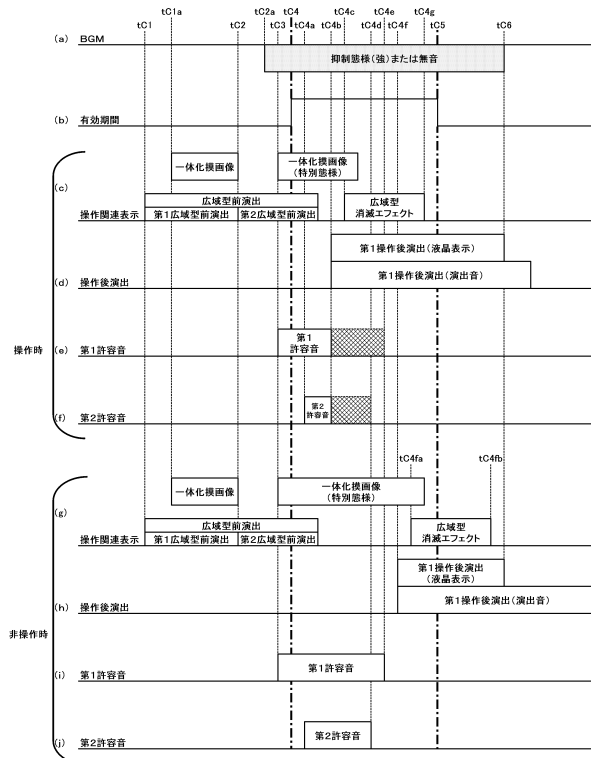 tC1a tC2a tC4 tC4c tC4e tC4g
tC1 tC2 tC3 tC4a tC4b tC4d tC4f tC5 tC6
(a) BGM
抑制態様(強)または無音
(b) 有効期間
操作時
一体化摸画像
一体化摸画像
(特別態様)
(c)
広域型前演出
広域型
消滅エフェクト
操作関連表示
第1広域型前演出
第2広域型前演出
第1操作後演出(液晶表示)
第1操作後演出(演出音)
(d) 操作後演出
第1
許容音
(e) 第1許容音
第2
許容音
(f) 第2許容音
tC4fa tC4fb
非操作時
一体化摸画像
一体化摸画像
(特別態様)
(g)
広域型前演出
広域型
消滅エフェクト
操作関連表示
第1広域型前演出
第2広域型前演出
第1操作後演出
(液晶表示)
第1操作後演出(演出音)
(h) 操作後演出
第1許容音
(i) 第1許容音
第2許容音
(j) 第2許容音